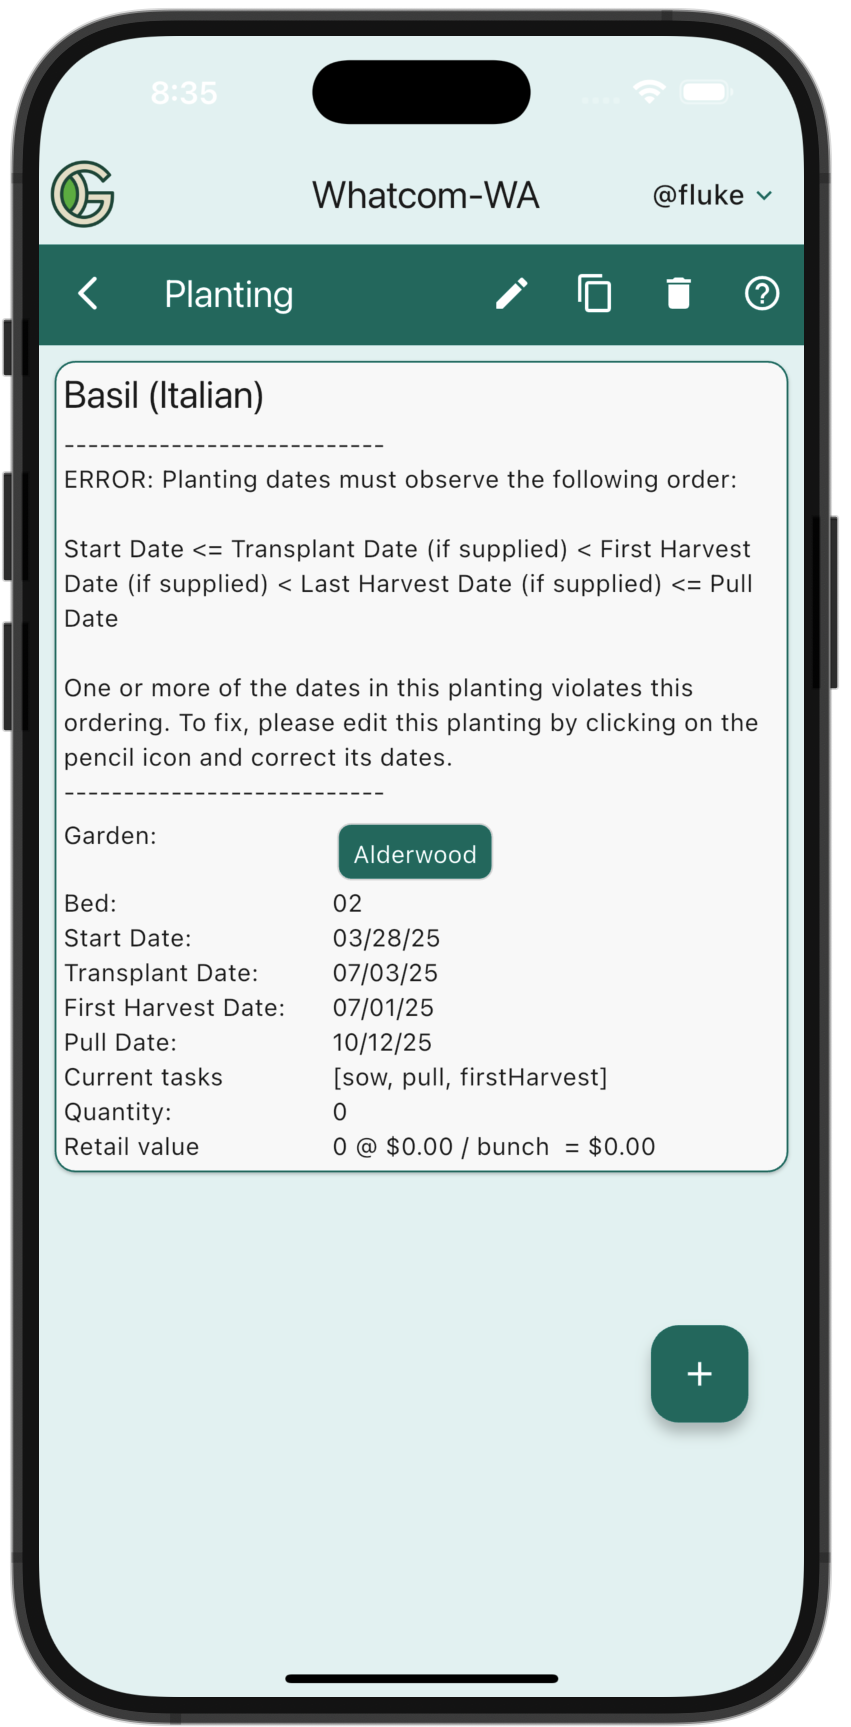 8:35
Whatcom-WA
@fluke
Planting
Basil (Italian)
---------------------------
ERROR: Planting dates must observe the following order:
Start Date <= Transplant Date (if supplied) < First Harvest
Date (if supplied) < Last Harvest Date (if supplied) <= Pull
Date
One or more of the dates in this planting violates this
ordering. To fix, please edit this planting by clicking on the
pencil icon and correct its dates.
---------------------------
Garden: Alderwood
Bed: 02
Start Date: 03/28/25
Transplant Date: 07/03/25
First Harvest Date: 07/01/25
Pull Date: 10/12/25
Current tasks [sow, pull, firstHarvest]
Quantity: 0
Retail value 0 @ $0.00 / bunch = $0.00